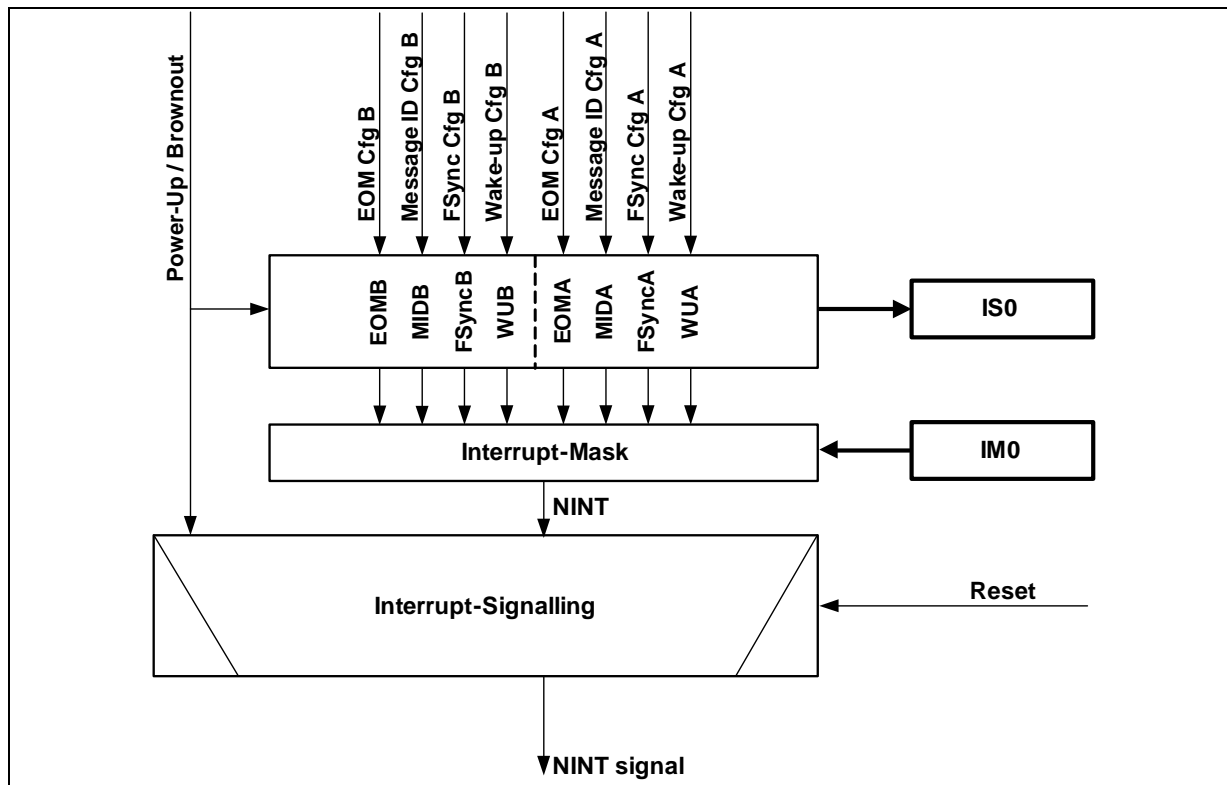 Power-Up / Brownout
EOM Cfg B
Message ID Cfg B
FSync Cfg B
Wake-up Cfg B
EOM Cfg A
Message ID Cfg A
FSync Cfg A
Wake-up Cfg A
EOMB
MIDB
FSyncB
WUB
EOMA
MIDA
FSyncA
WUA
IS0
Interrupt-Mask
IM0
NINT
Interrupt-Signalling
Reset
NINT signal